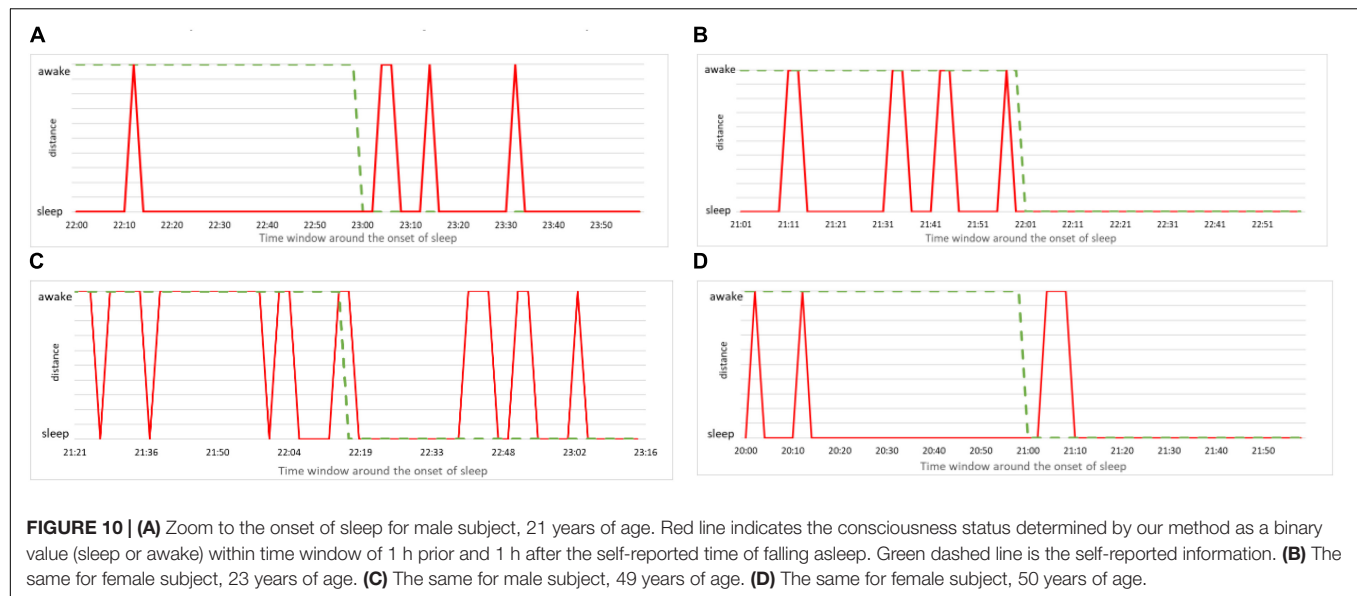 A
awake
distance
sleep
22:00 22:10 22:20 22:30 22:40 22:50 23:00 23:10 23:20 23:30 23:40 23:50
Time window around the onset of sleep
B
awake
distance
sleep
21:01 21:11 21:21 21:31 21:41 21:51 22:01 22:11 22:21 22:31 22:41 22:51
Time window around the onset of sleep
C
awake
distance
sleep
21:21 21:36 21:50 22:04 22:19 22:33 22:48 23:02 23:16
Time window around the onset of sleep
D
awake
distance
sleep
20:00 20:10 20:20 20:30 20:40 20:50 21:00 21:10 21:20 21:30 21:40 21:50
Time window around the onset of sleep
FIGURE 10 | (A) Zoom to the onset of sleep for male subject, 21 years of age. Red line indicates the consciousness status determined by our method as a binary
value (sleep or awake) within time window of 1 h prior and 1 h after the self-reported time of falling asleep. Green dashed line is the self-reported information. (B) The
same for female subject, 23 years of age. (C) The same for male subject, 49 years of age. (D) The same for female subject, 50 years of age.